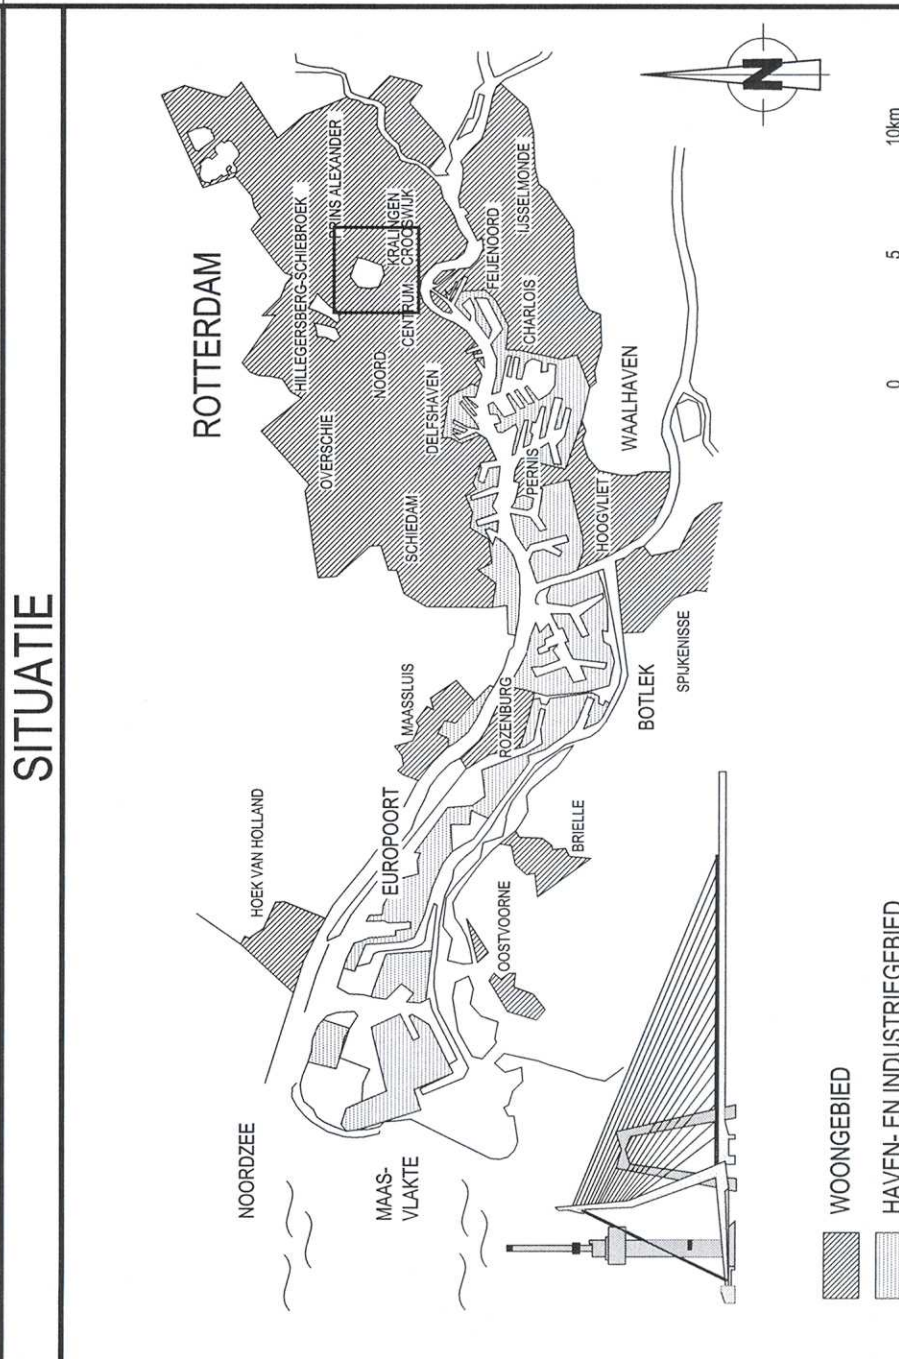 SITUATIE
ROTTERDAM
NOORDZEE
HOEK VAN HOLLAND
MAAS-
VLAKTE
EUROPOORT
MAASSLUIS
OOSTVOORNE
BRIELLE
ROZENBURG
BOTLEK
SPIJKENISSE
SCHIEDAM
OVERSCHIE
HILLEGERSBERG-SCHIEBROEK
PRINS ALEXANDER
NOORD
KRALINGEN
CROOSWIJK
CENTRUM
DELFSHAVEN
FEIJENOORD
IJSSELMONDE
CHARLOIS
PERNIS
HOOGVLIET
WAALHAVEN
N
0 5 10km
WOONGEBIED
HAVEN- EN INDUSTRIEGEBIED